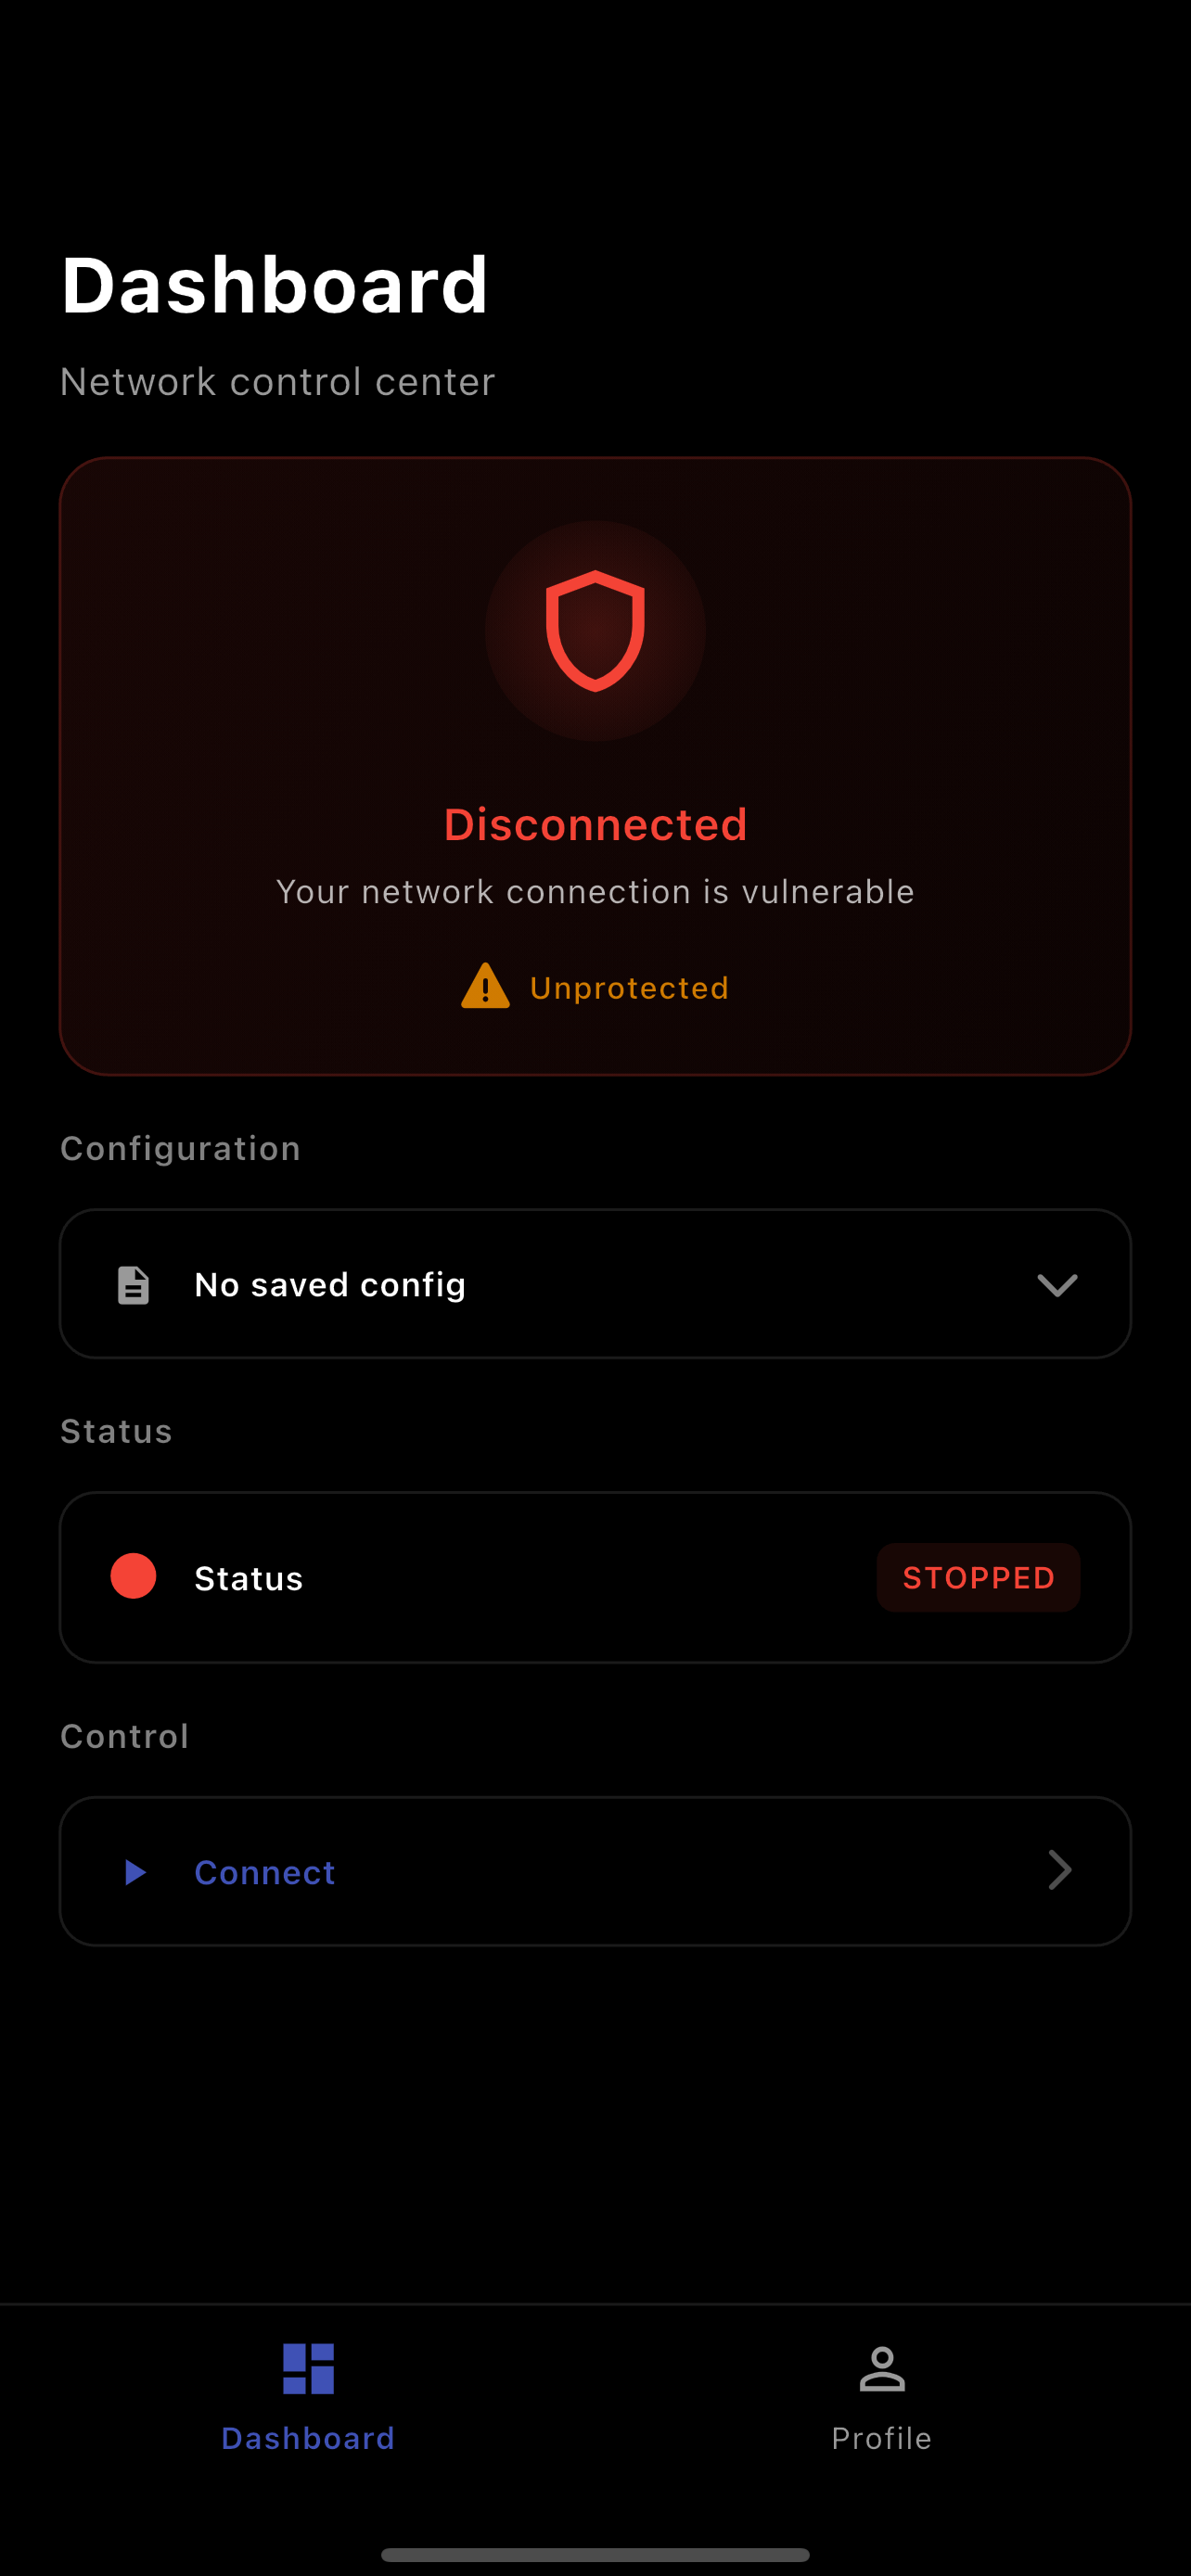 Dashboard
Network control center
Disconnected
Your network connection is vulnerable
Unprotected
Configuration
No saved config
Status
Status
STOPPED
Control
Connect
Dashboard
Profile